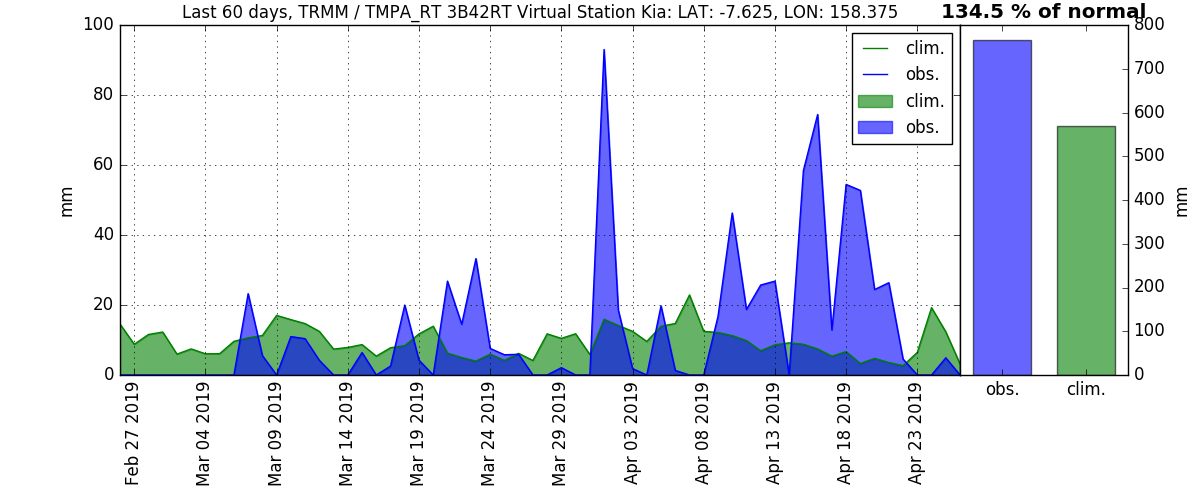 Last 60 days, TRMM / TMPA_RT 3B42RT Virtual Station Kia: LAT: -7.625, LON: 158.375
134.5 % of normal
mm
100
80
60
40
20
0
clim.
obs.
clim.
obs.
Feb 27 2019
Mar 04 2019
Mar 09 2019
Mar 14 2019
Mar 19 2019
Mar 24 2019
Mar 29 2019
Apr 03 2019
Apr 08 2019
Apr 13 2019
Apr 18 2019
Apr 23 2019
800
700
600
500
400
300
200
100
0
mm
obs.
clim.